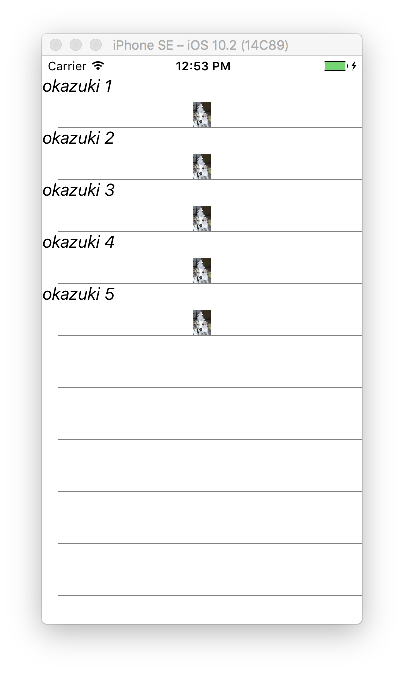 iPhone SE – iOS 10.2 (14C89)
Carrier 12:53 PM
okazuki 1
okazuki 2
okazuki 3
okazuki 4
okazuki 5